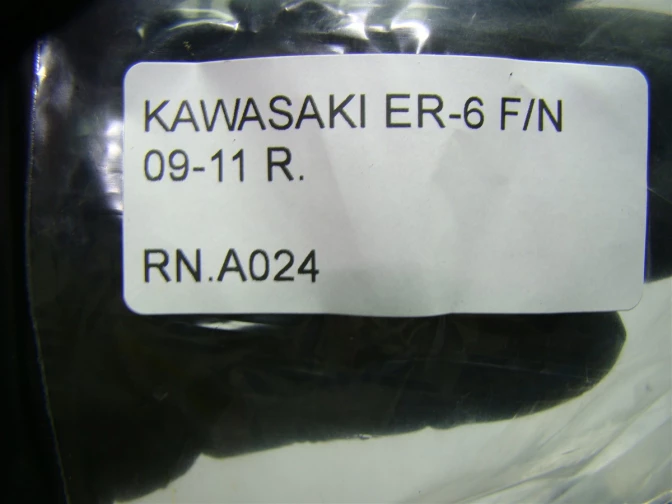 KAWASAKI ER-6 F/N
09-11 R.
RN.A024